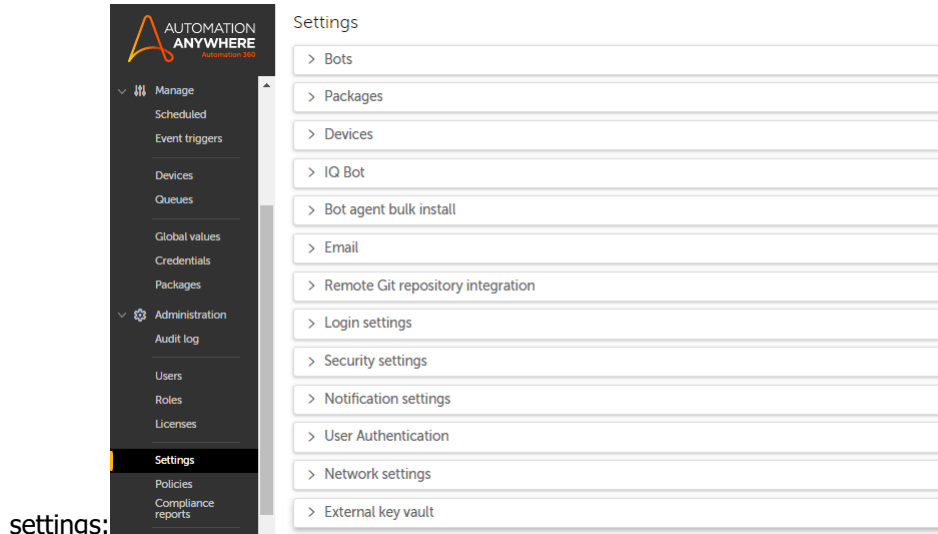 AUTOMATION
ANYWHERE
Automation 360
Manage
Scheduled
Event triggers
Devices
Queues
Global values
Credentials
Packages
Administration
Audit log
Users
Roles
Licenses
Settings
Policies
Compliance
reports
Settings
Bots
Packages
Devices
IQ Bot
Bot agent bulk install
Email
Remote Git repository integration
Login settings
Security settings
Notification settings
User Authentication
Network settings
External key vault
settings: